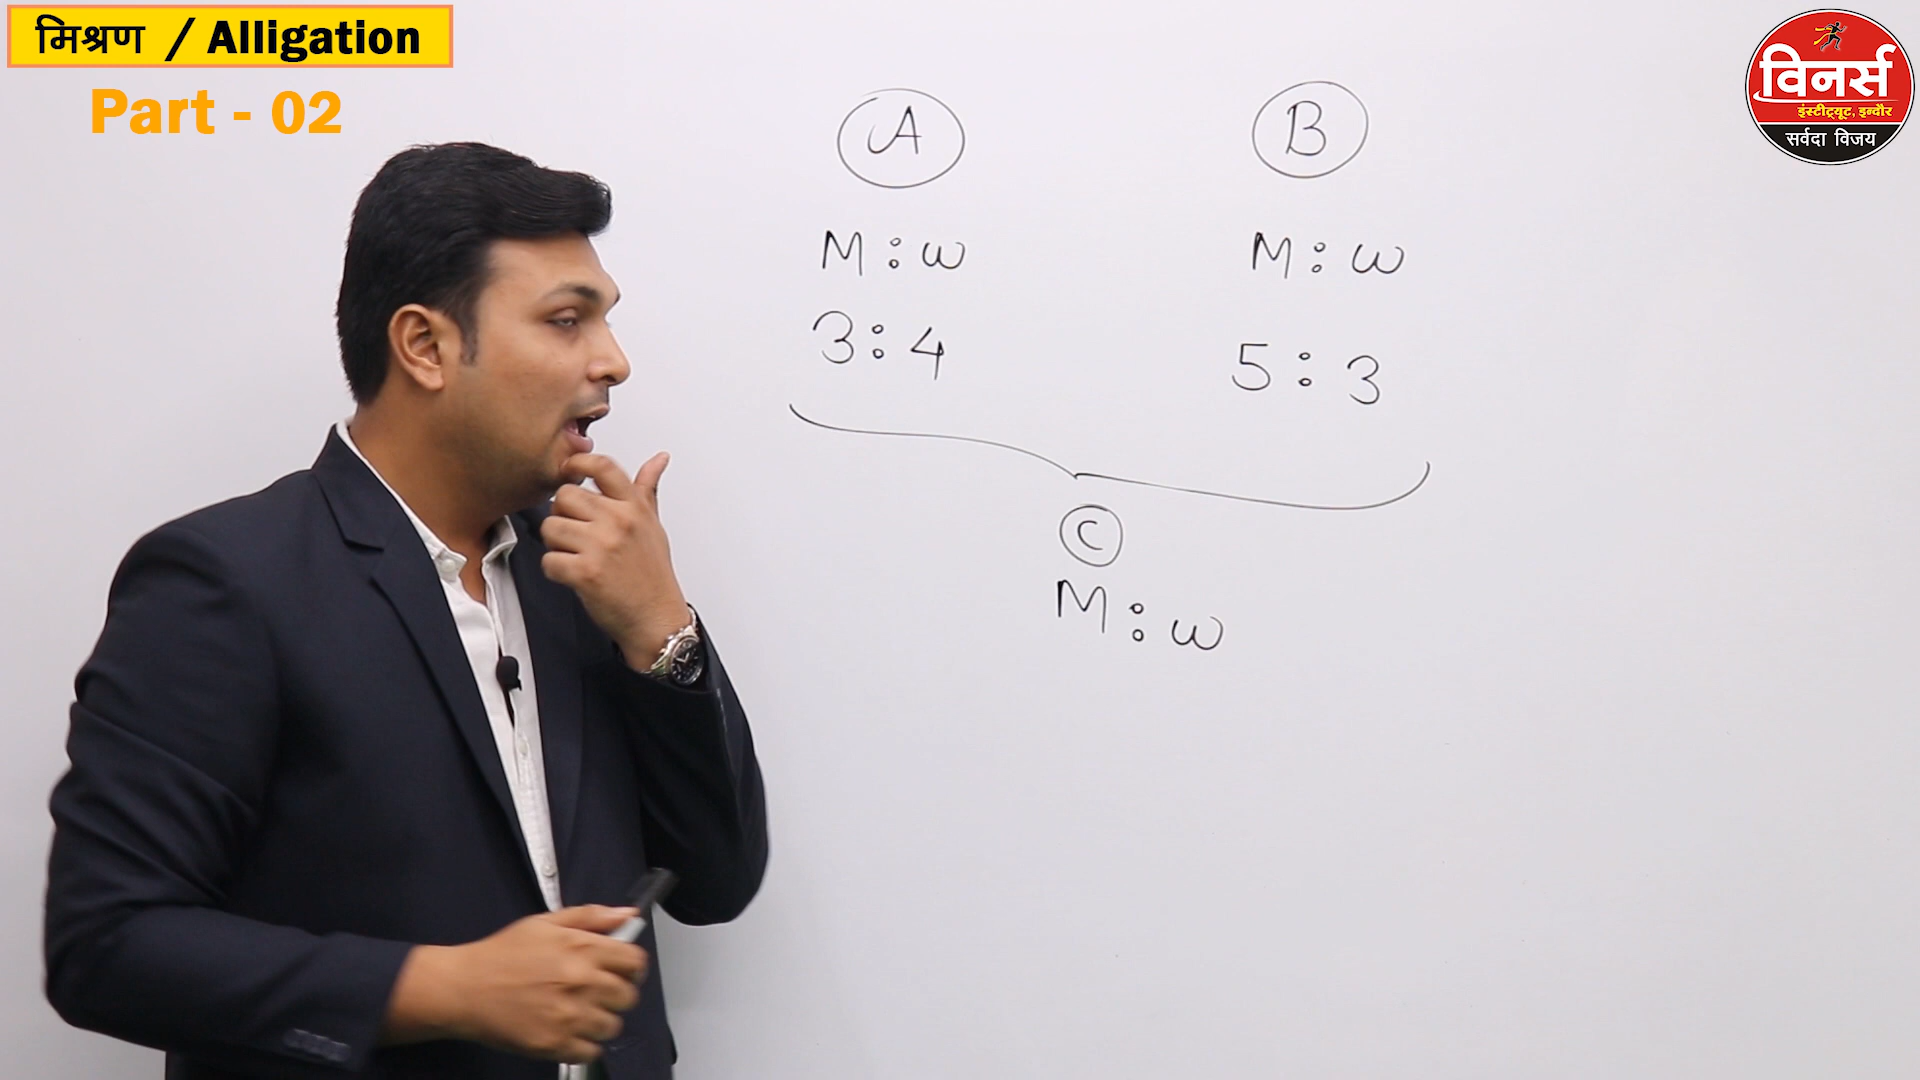 मिश्रण / Alligation
Part - 02
विनर्स
इंस्टीट्यूट, इन्दौर
सर्वदा विजय
A
B
M : w
M : w
3 : 4
5 : 3
C
M : w